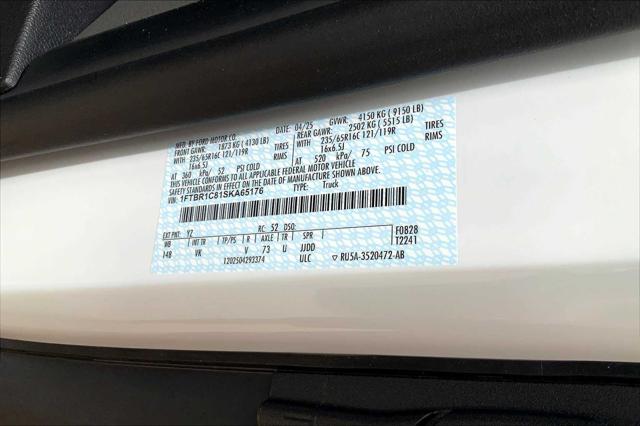 MFD. BY FORD MOTOR CO.
DATE: 04/25 GVWR: 4150 KG ( 9150 LB)
FRONT GAWR: 1873 KG ( 4130 LB) REAR GAWR: 2502 KG ( 5515 LB)
WITH 235/65R16C 121/119R TIRES WITH 235/65R16C 121/119R TIRES
16x6.5J RIMS 16x6.5J RIMS
AT 360 kPa/ 52 PSI COLD AT 520 kPa/ 75 PSI COLD
THIS VEHICLE CONFORMS TO ALL APPLICABLE FEDERAL MOTOR VEHICLE
SAFETY STANDARDS IN EFFECT ON THE DATE OF MANUFACTURE SHOWN ABOVE.
VIN: 1FTBR1C81SKA65176 TYPE: Truck
EXT PNT: YZ RC: 52 DSO: F0B28
WB INT TR TP/PS R AXLE TR SPR T2241
148 VK V 73 U JJDD
1202504293374 ULC ▽ RU5A-3520472-AB